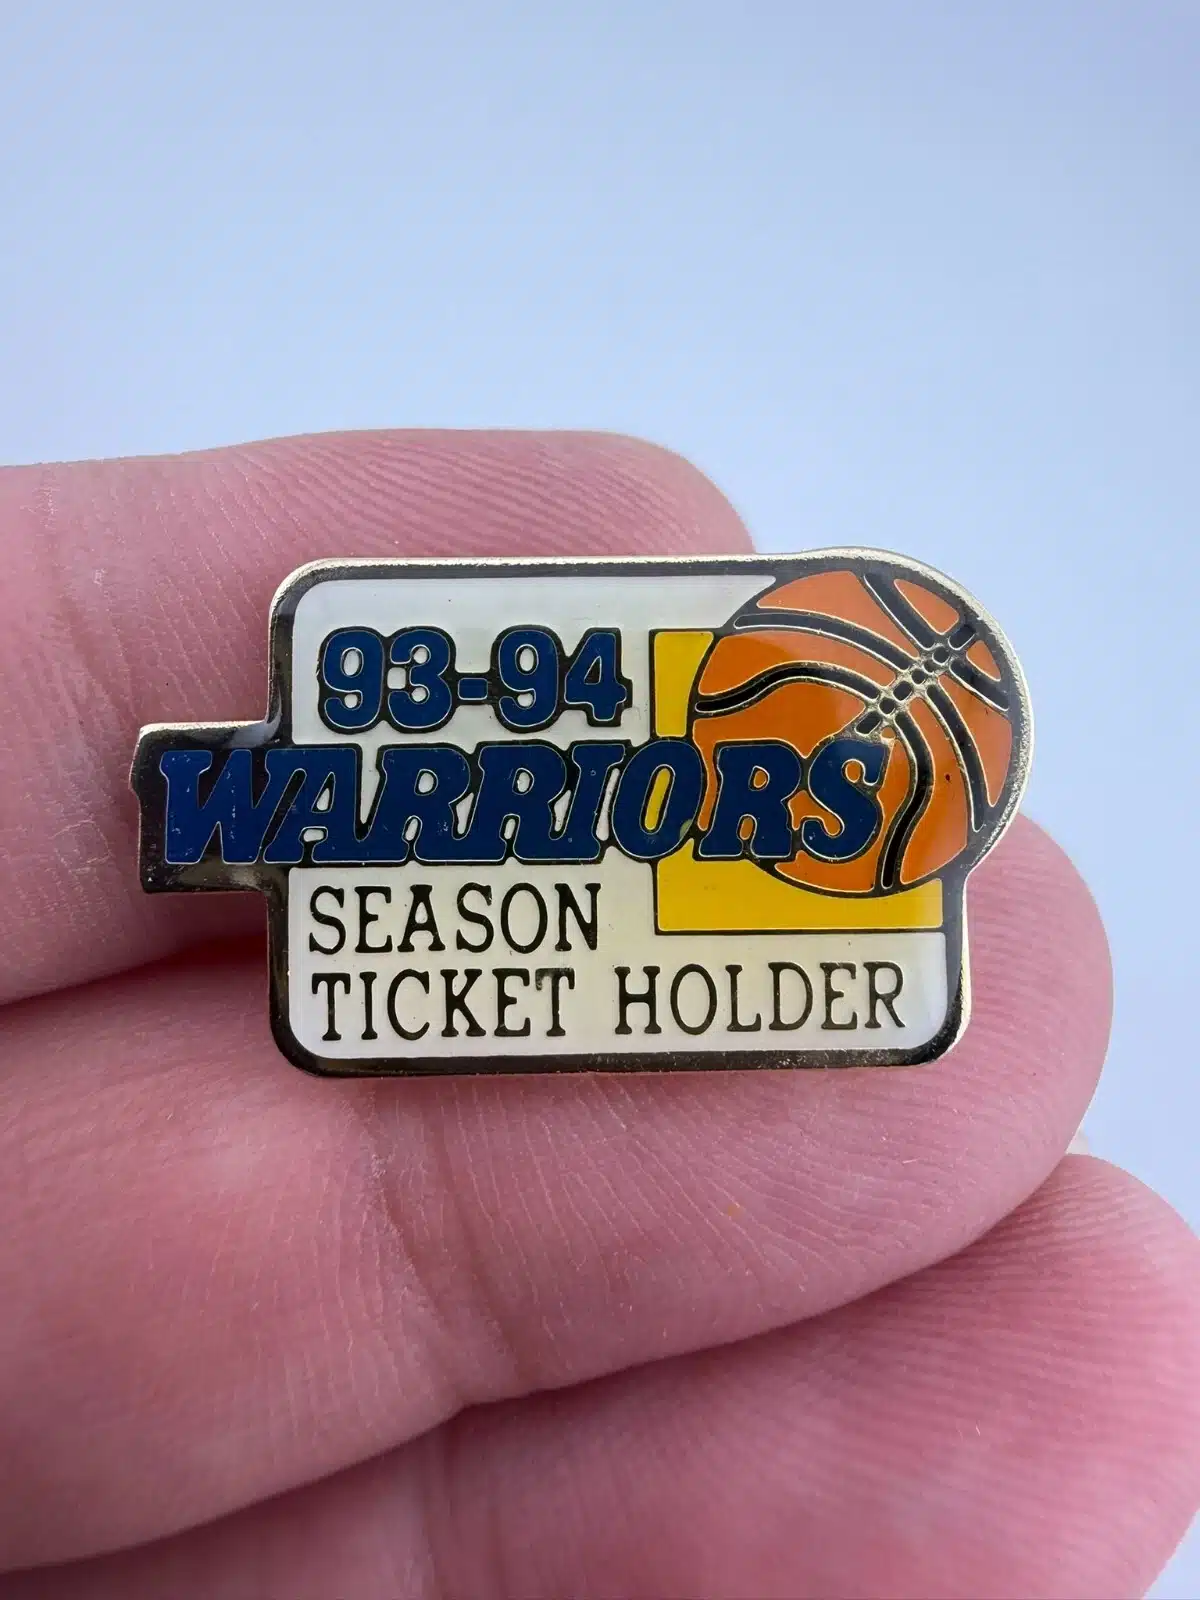 93-94
WARRIORS
SEASON
TICKET HOLDER